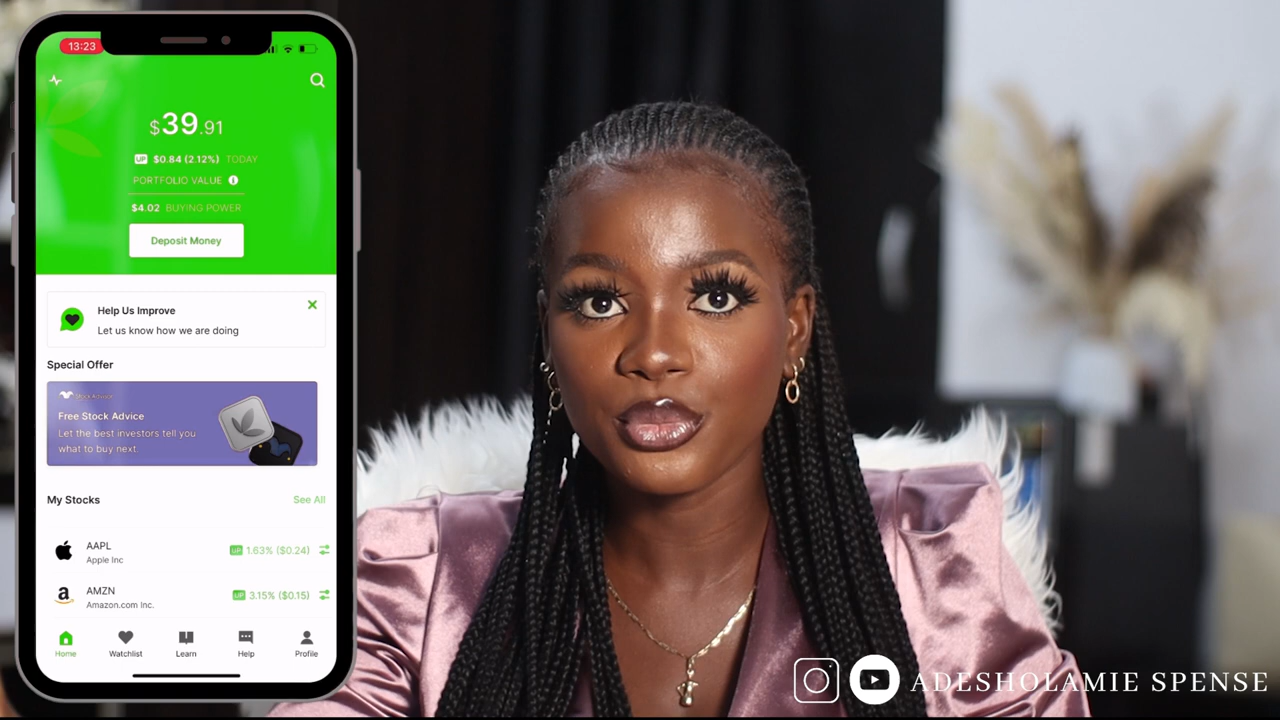 13:23
$39.91
UP $0.84 (2.12%) TODAY
PORTFOLIO VALUE
$4.02 BUYING POWER
Deposit Money
Help Us Improve
Let us know how we are doing
Special Offer
Free Stock Advice
Let the best investors tell you
what to buy next.
My Stocks
See All
AAPL
UP 1.63% ($0.24)
Apple Inc
AMZN
UP 3.15% ($0.15)
Amazon.com Inc.
Home
Watchlist
Learn
Help
Profile
ADESHOLAMIE SPENSE